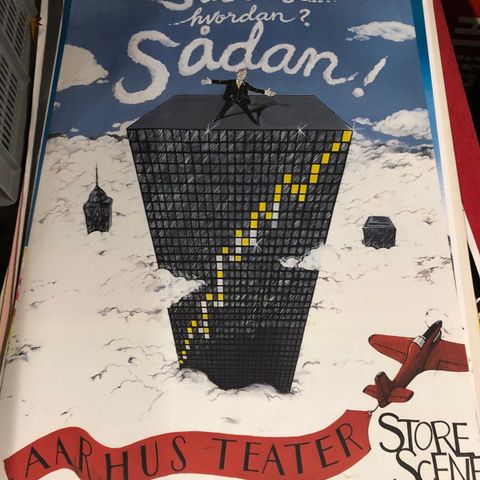 hvordan?
Sådan!
AARHUS TEATER
STORE
SCENE